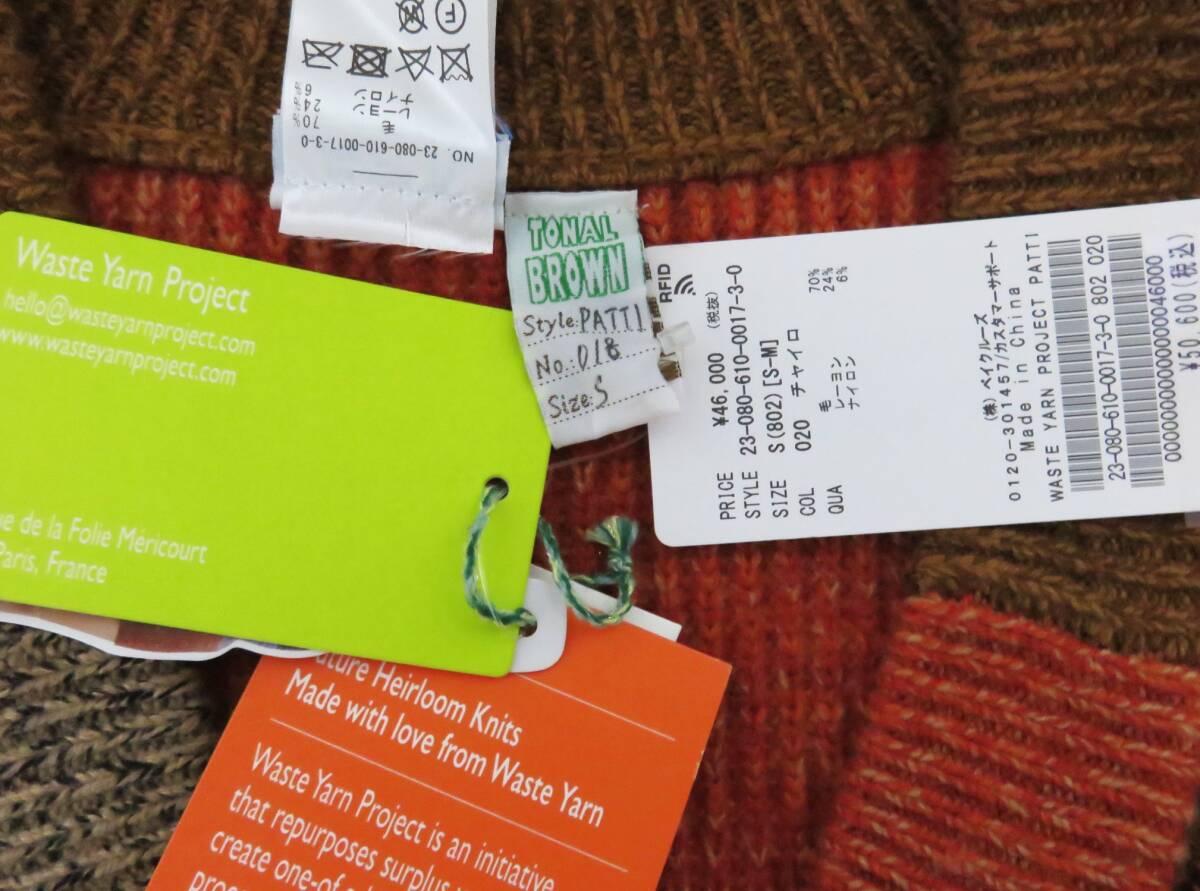 NO. 23-080-610-0017-3-0
毛 70%
レーヨン 24%
ナイロン 6%
F
W
Waste Yarn Project
hello@wasteyarnproject.com
www.wasteyarnproject.com
de la Folie Méricourt
Paris, France
TONAL
BROWN
Style: PATTI
No.: 018
Size: S
RFID
PRICE ¥46,000 (税抜)
STYLE 23-080-610-0017-3-0
SIZE S(802)[S-M]
COL 020 チャイロ
QUA 毛 70%
レーヨン 24%
ナイロン 6%
(株) ベイクルーズ
0120-301457/カスタマーサポート
Made in China
WASTE YARN PROJECT PATTI
23-080-610-0017-3-0 802 020
¥50,600(税込)
Heirloom Knits
Made with love from Waste Yarn
Waste Yarn Project is an initiative
that repurposes surplus
create one-of